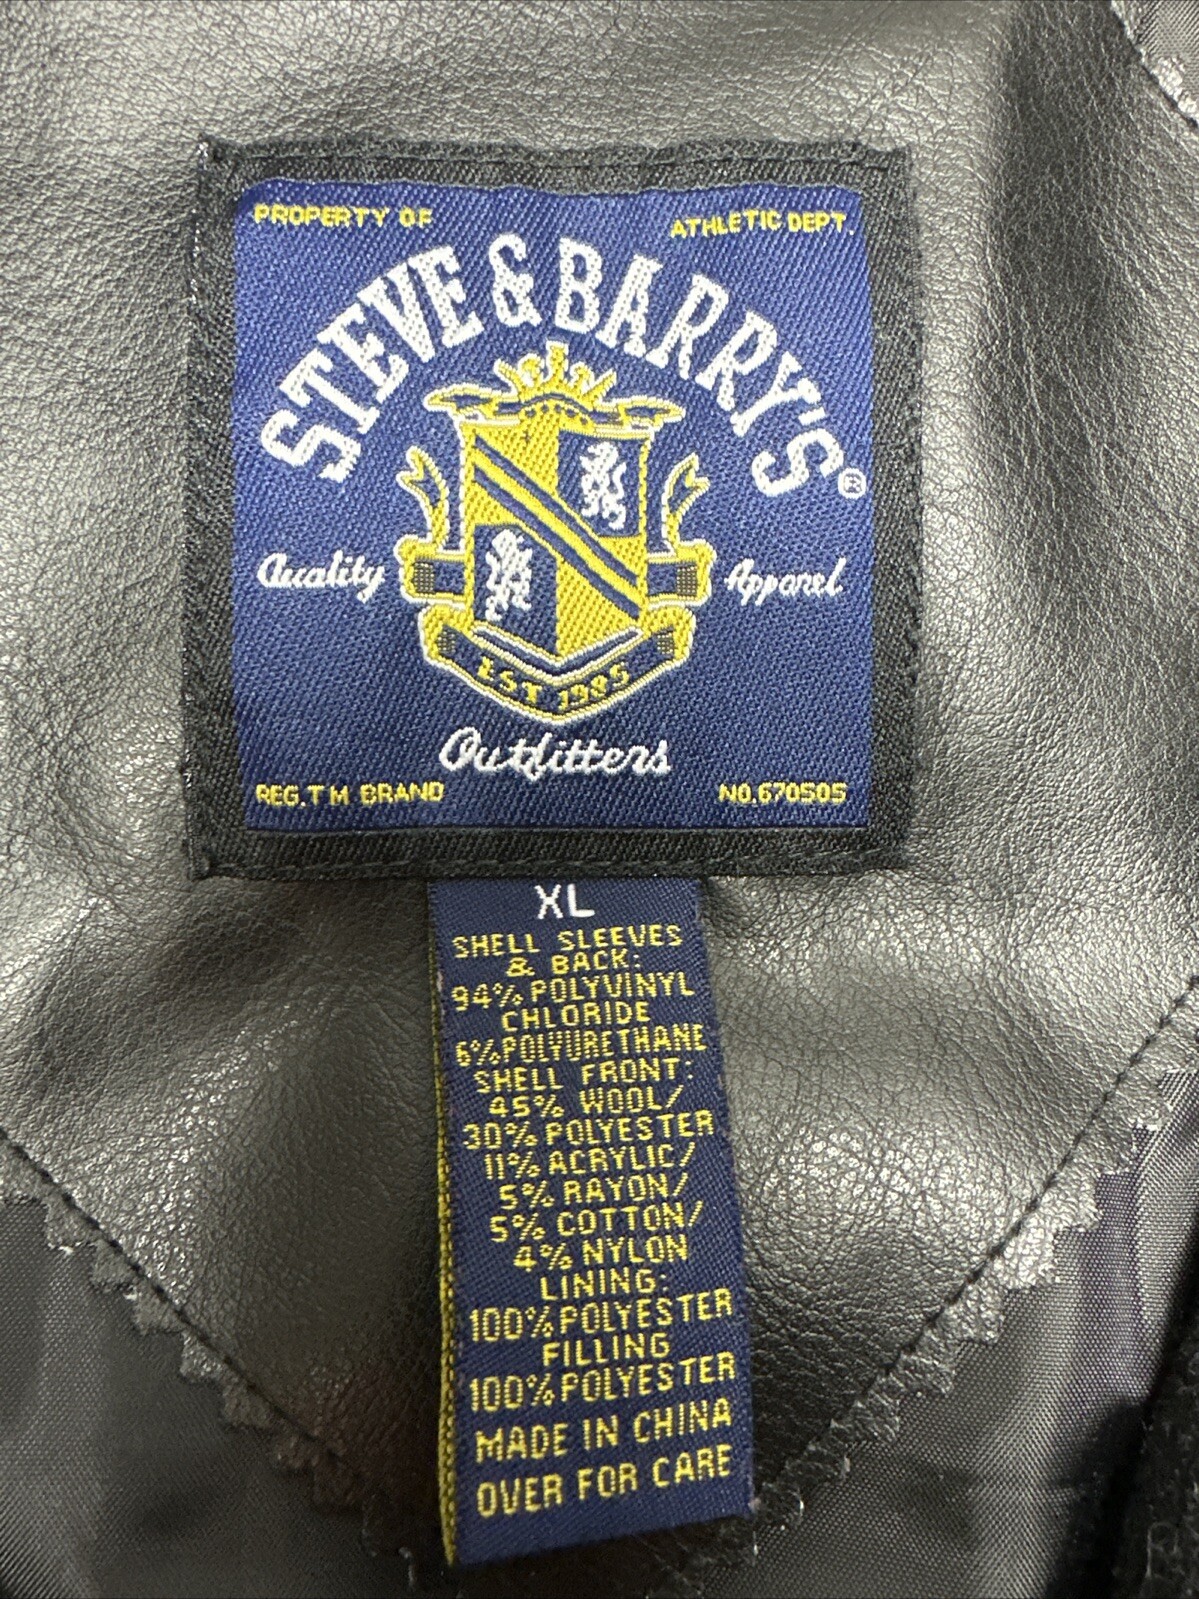 PROPERTY OF
ATHLETIC DEPT.
STEVE & BARRY'S®
Quality
Apparel
EST 1985
Outfitters
REG.TM BRAND
NO.670505
XL
SHELL SLEEVES
& BACK:
94% POLYVINYL
CHLORIDE
6% POLYURETHANE
SHELL FRONT:
45% WOOL/
30% POLYESTER
11% ACRYLIC/
5% RAYON/
5% COTTON/
4% NYLON
LINING:
100% POLYESTER
FILLING
100% POLYESTER
MADE IN CHINA
OVER FOR CARE